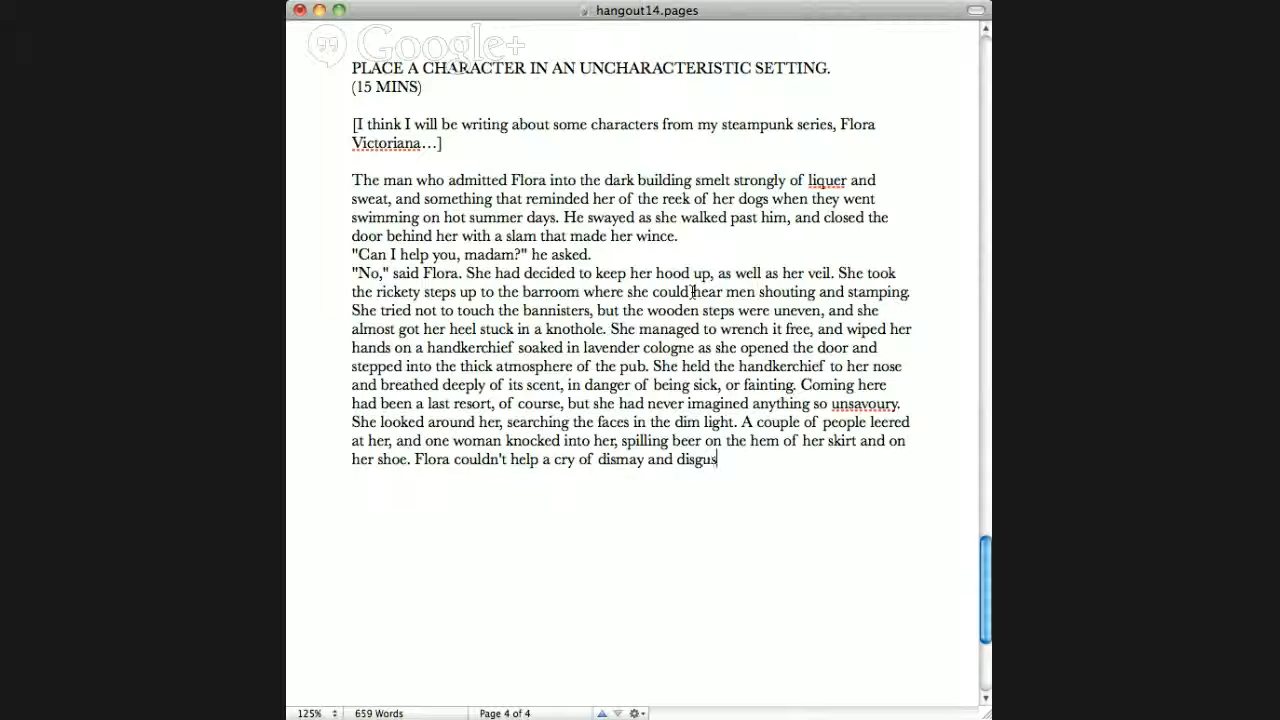 hangout14.pages
Google+
PLACE A CHARACTER IN AN UNCHARACTERISTIC SETTING.
(15 MINS)
[I think I will be writing about some characters from my steampunk series, Flora
Victoriana…]
The man who admitted Flora into the dark building smelt strongly of liquer and
sweat, and something that reminded her of the reek of her dogs when they went
swimming on hot summer days. He swayed as she walked past him, and closed the
door behind her with a slam that made her wince.
"Can I help you, madam?" he asked.
"No," said Flora. She had decided to keep her hood up, as well as her veil. She took
the rickety steps up to the barroom where she could hear men shouting and stamping.
She tried not to touch the bannisters, but the wooden steps were uneven, and she
almost got her heel stuck in a knothole. She managed to wrench it free, and wiped her
hands on a handkerchief soaked in lavender cologne as she opened the door and
stepped into the thick atmosphere of the pub. She held the handkerchief to her nose
and breathed deeply of its scent, in danger of being sick, or fainting. Coming here
had been a last resort, of course, but she had never imagined anything so unsavoury.
She looked around her, searching the faces in the dim light. A couple of people leered
at her, and one woman knocked into her, spilling beer on the hem of her skirt and on
her shoe. Flora couldn't help a cry of dismay and disgus
125% 659 Words Page 4 of 4